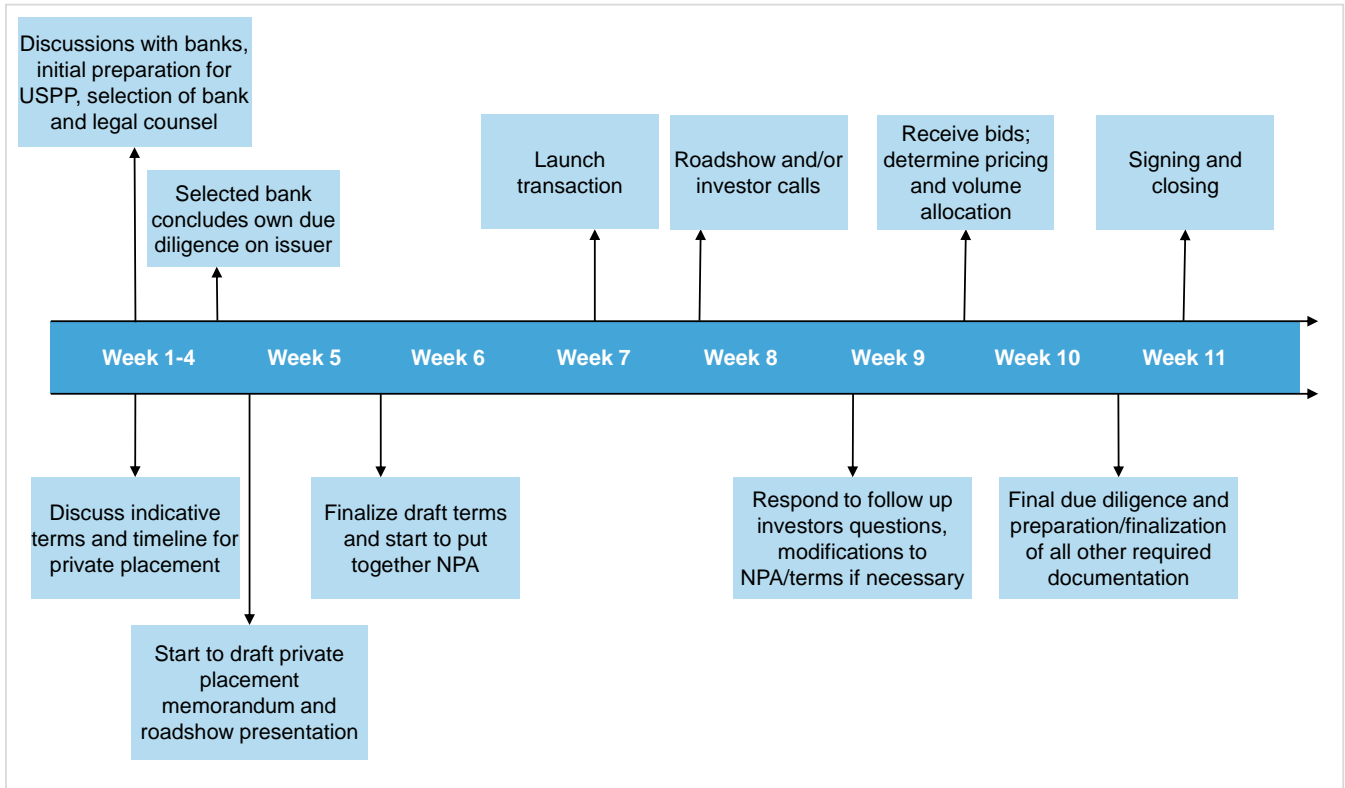 Discussions with banks,
initial preparation for
USPP, selection of bank
and legal counsel
Selected bank
concludes own due
diligence on issuer
Launch
transaction
Roadshow and/or
investor calls
Receive bids;
determine pricing
and volume
allocation
Signing and
closing
Week 1-4
Week 5
Week 6
Week 7
Week 8
Week 9
Week 10
Week 11
Discuss indicative
terms and timeline for
private placement
Start to draft private
placement
memorandum and
roadshow presentation
Finalize draft terms
and start to put
together NPA
Respond to follow up
investors questions,
modifications to
NPA/terms if necessary
Final due diligence and
preparation/finalization
of all other required
documentation